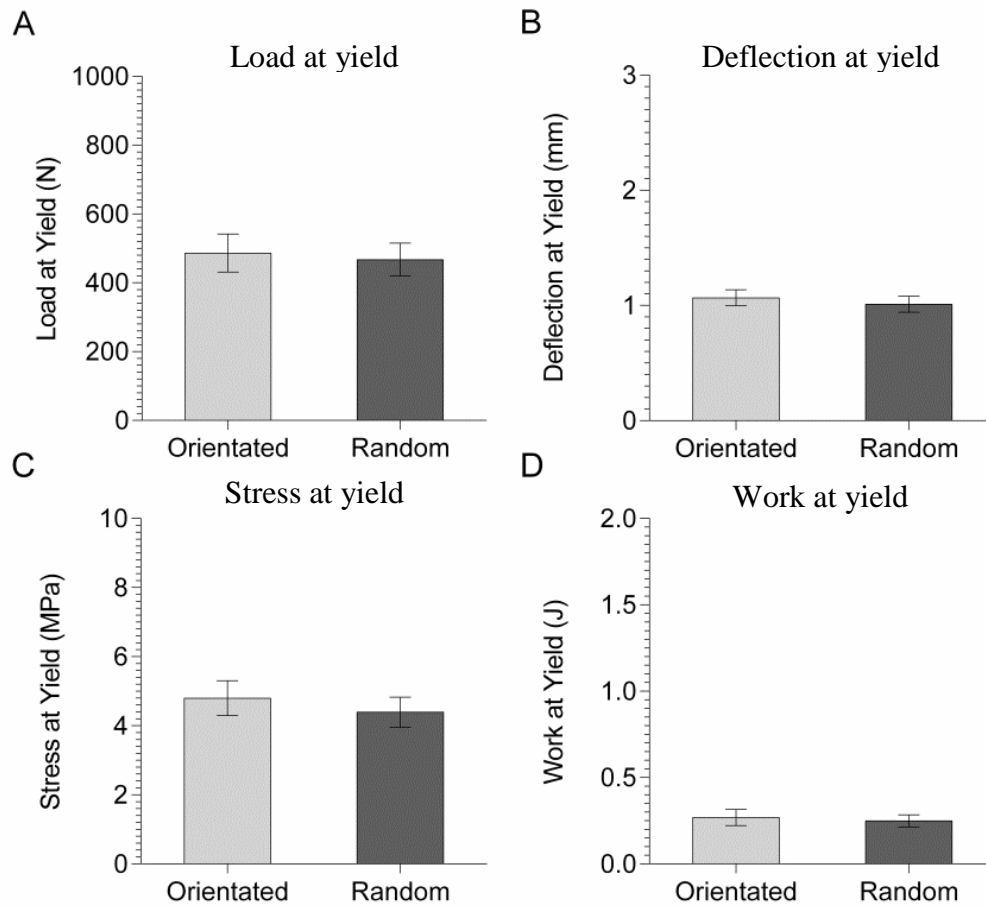 A
Load at yield
Load at Yield (N)
1000
800
600
400
200
0
Orientated
Random
B
Deflection at yield
Deflection at Yield (mm)
3
2
1
0
Orientated
Random
C
Stress at yield
Stress at Yield (MPa)
10
8
6
4
2
0
Orientated
Random
D
Work at yield
Work at Yield (J)
2.0
1.5
1.0
0.5
0.0
Orientated
Random